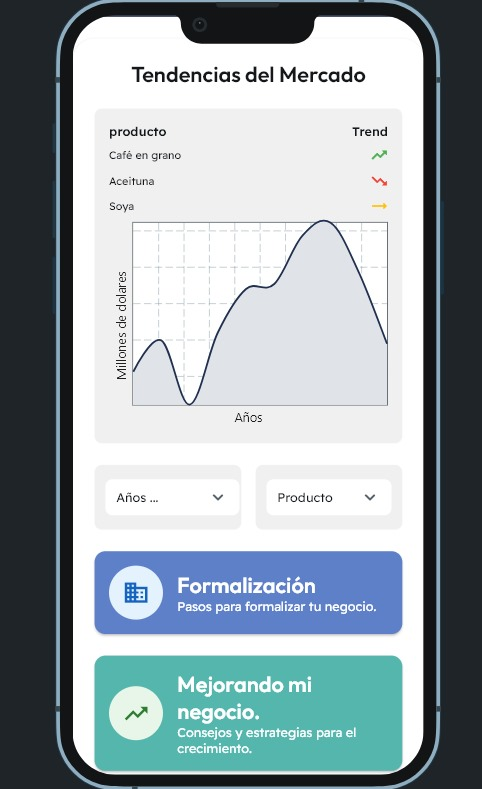 Tendencias del Mercado
producto Trend
Café en grano
Aceituna
Soya
Millones de dolares
Años
Años ...
Producto
Formalización
Pasos para formalizar tu negocio.
Mejorando mi
negocio.
Consejos y estrategias para el
crecimiento.